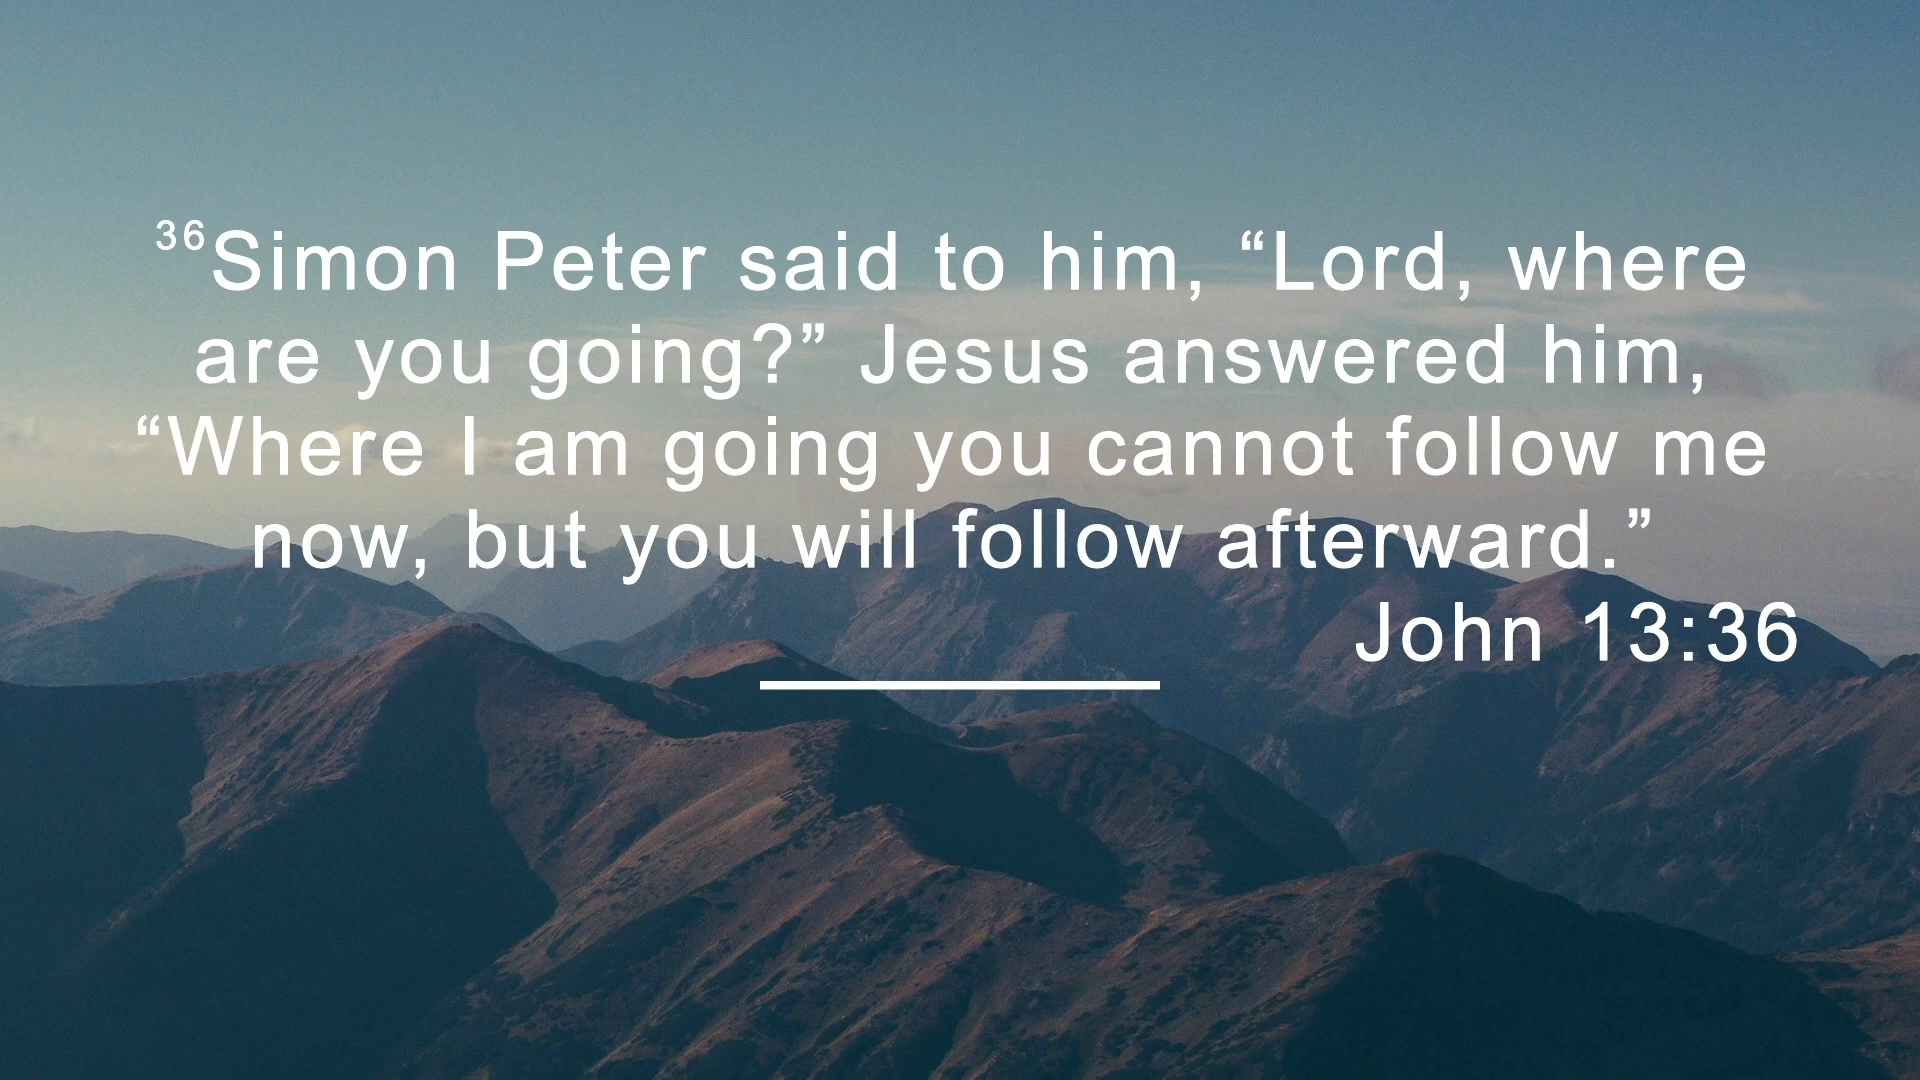 ³⁶Simon Peter said to him, “Lord, where
are you going?” Jesus answered him,
“Where I am going you cannot follow me
now, but you will follow afterward.”
John 13:36